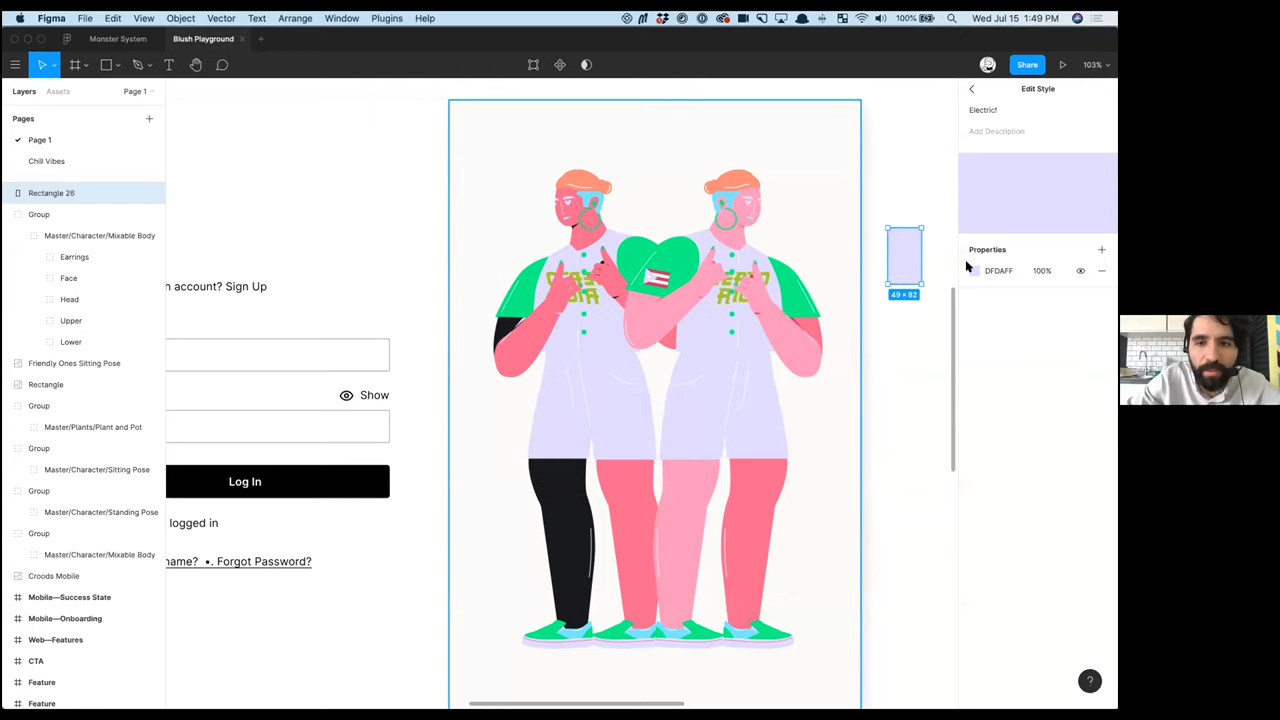 Figma File Edit View Object Vector Text Arrange Window Plugins Help 100% Wed Jul 15 1:49 PM
Monster System Blush Playground
Share 103%
Layers Assets Page 1
Pages
Page 1
Chill Vibes
Rectangle 26
Group
Master/Character/Mixable Body
Earrings
Face
Head
Upper
Lower
Friendly Ones Sitting Pose
Rectangle
Group
Master/Plants/Plant and Pot
Group
Master/Character/Sitting Pose
Group
Master/Character/Standing Pose
Group
Master/Character/Mixable Body
Croods Mobile
Mobile—Success State
Mobile—Onboarding
Web—Features
CTA
Feature
Feature
h account? Sign Up
Show
Log In
logged in
name? •. Forgot Password?
49 × 82
Edit Style
Electric!
Add Description
Properties
DFDAFF 100%
?